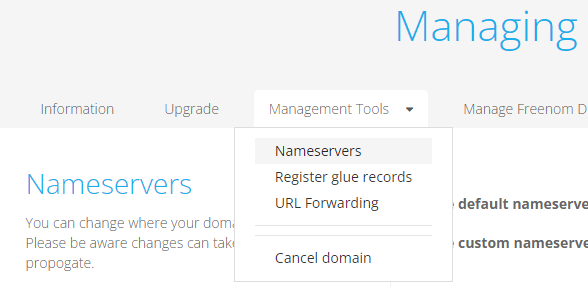 Managing
Information
Upgrade
Management Tools
Manage Freenom D
Nameservers
Register glue records
URL Forwarding
Cancel domain
Nameservers
You can change where your doma
Please be aware changes can take
propogate.
default nameserve
custom nameserve